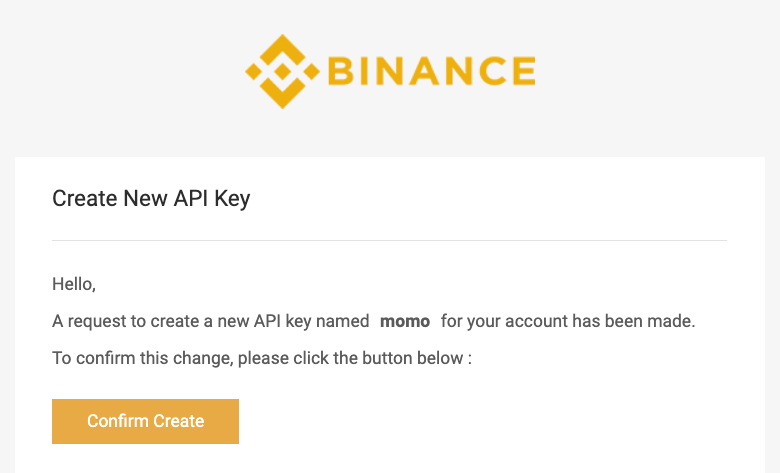 BINANCE
Create New API Key
Hello,
A request to create a new API key named momo for your account has been made.
To confirm this change, please click the button below :
Confirm Create